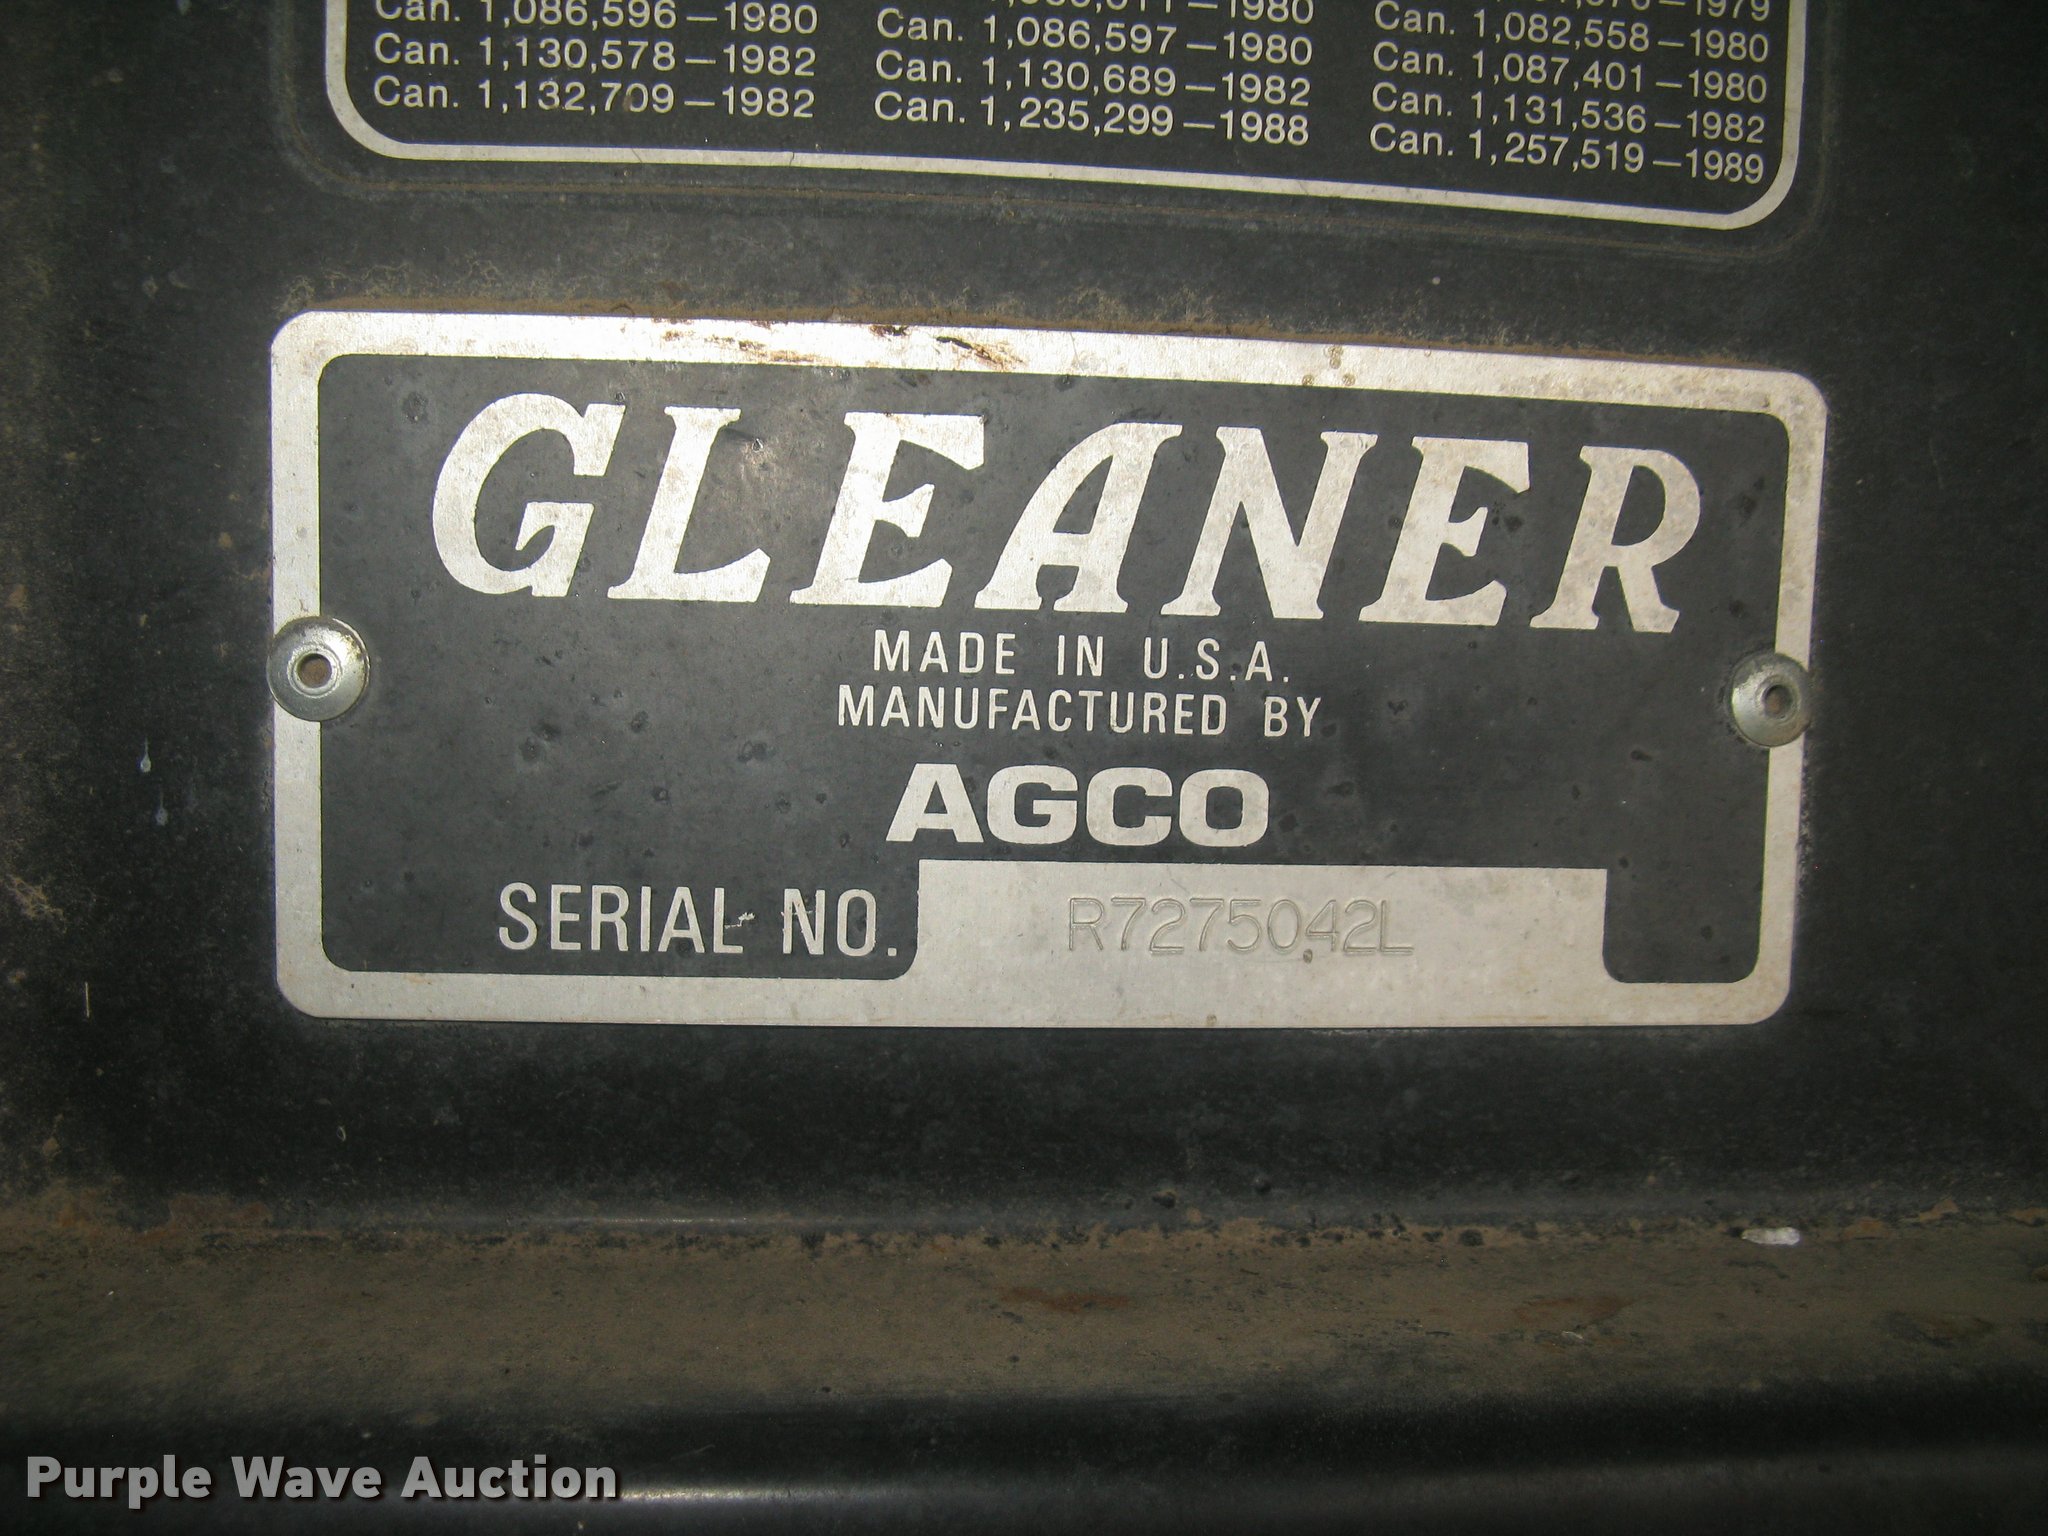 Can. 1,086,596–1980
Can. 1,130,578–1982
Can. 1,132,709–1982
–1980
Can. 1,086,597–1980
Can. 1,130,689–1982
Can. 1,235,299–1988
–1979
Can. 1,082,558–1980
Can. 1,087,401–1980
Can. 1,131,536–1982
Can. 1,257,519–1989
GLEANER
MADE IN U.S.A.
MANUFACTURED BY
AGCO
SERIAL NO. R7275042L
Purple Wave Auction